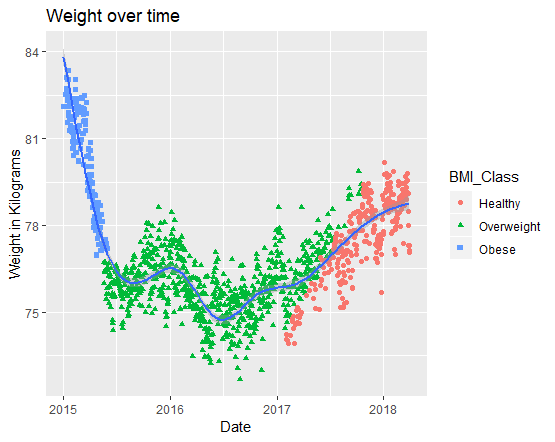 Weight over time
Weight in Kilograms
84
81
78
75
2015
2016
2017
2018
Date
BMI_Class
Healthy
Overweight
Obese